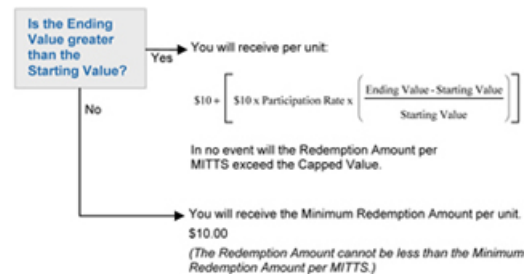 Is the Ending
Value greater
than the
Starting Value?
Yes
You will receive per unit:
$10 + [ $10 x Participation Rate x ( Ending Value - Starting Value
Starting Value ) ]
In no event will the Redemption Amount per
MITTS exceed the Capped Value.
No
You will receive the Minimum Redemption Amount per unit.
$10.00
(The Redemption Amount cannot be less than the Minimum
Redemption Amount per MITTS.)